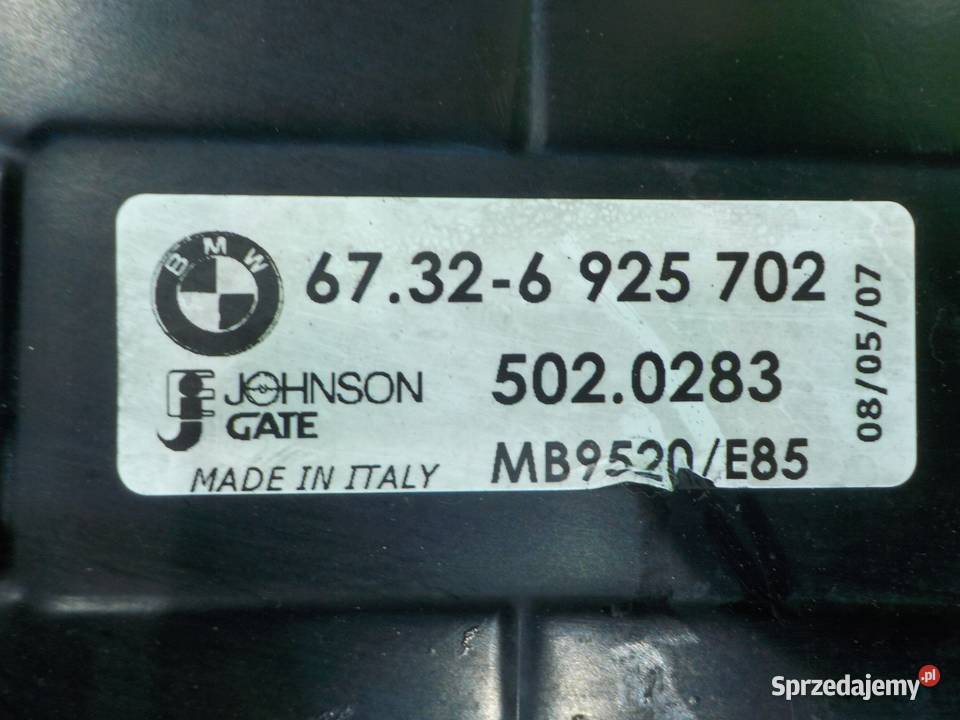 BMW
67.32-6 925 702
JOHNSON
GATE
502.0283
MADE IN ITALY
MB9520/E85
08/05/07
Sprzedajemy.pl